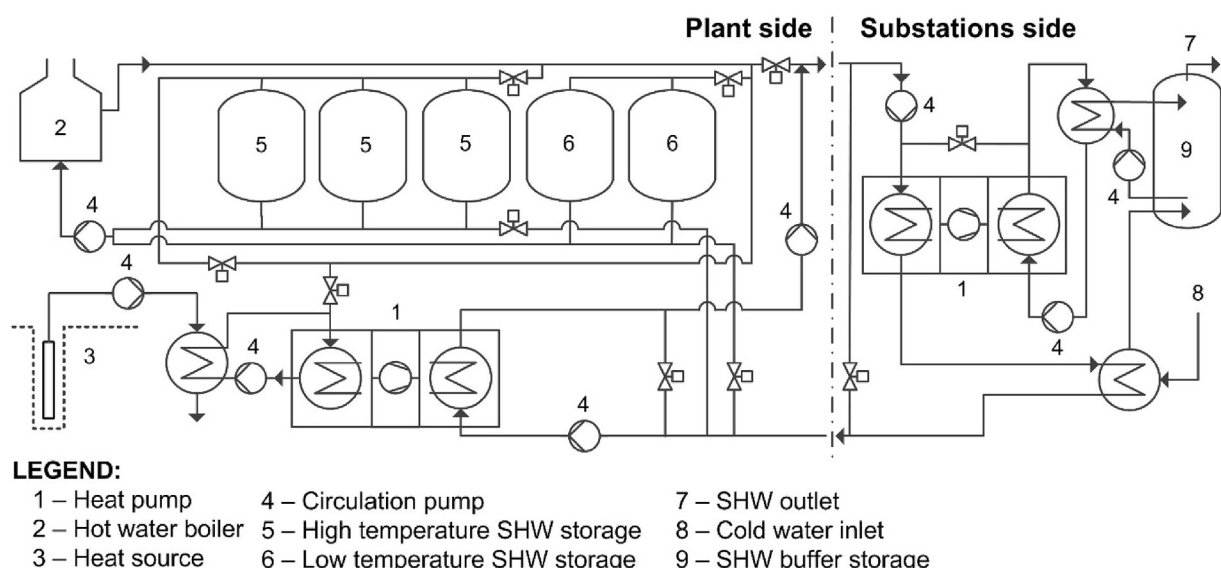 Plant side Substations side
7
2
5 5 5 6 6
4
9
4
4
4
4
1
4
8
4
3
4
1
4
LEGEND:
1 – Heat pump 4 – Circulation pump 7 – SHW outlet
2 – Hot water boiler 5 – High temperature SHW storage 8 – Cold water inlet
3 – Heat source 6 – Low temperature SHW storage 9 – SHW buffer storage